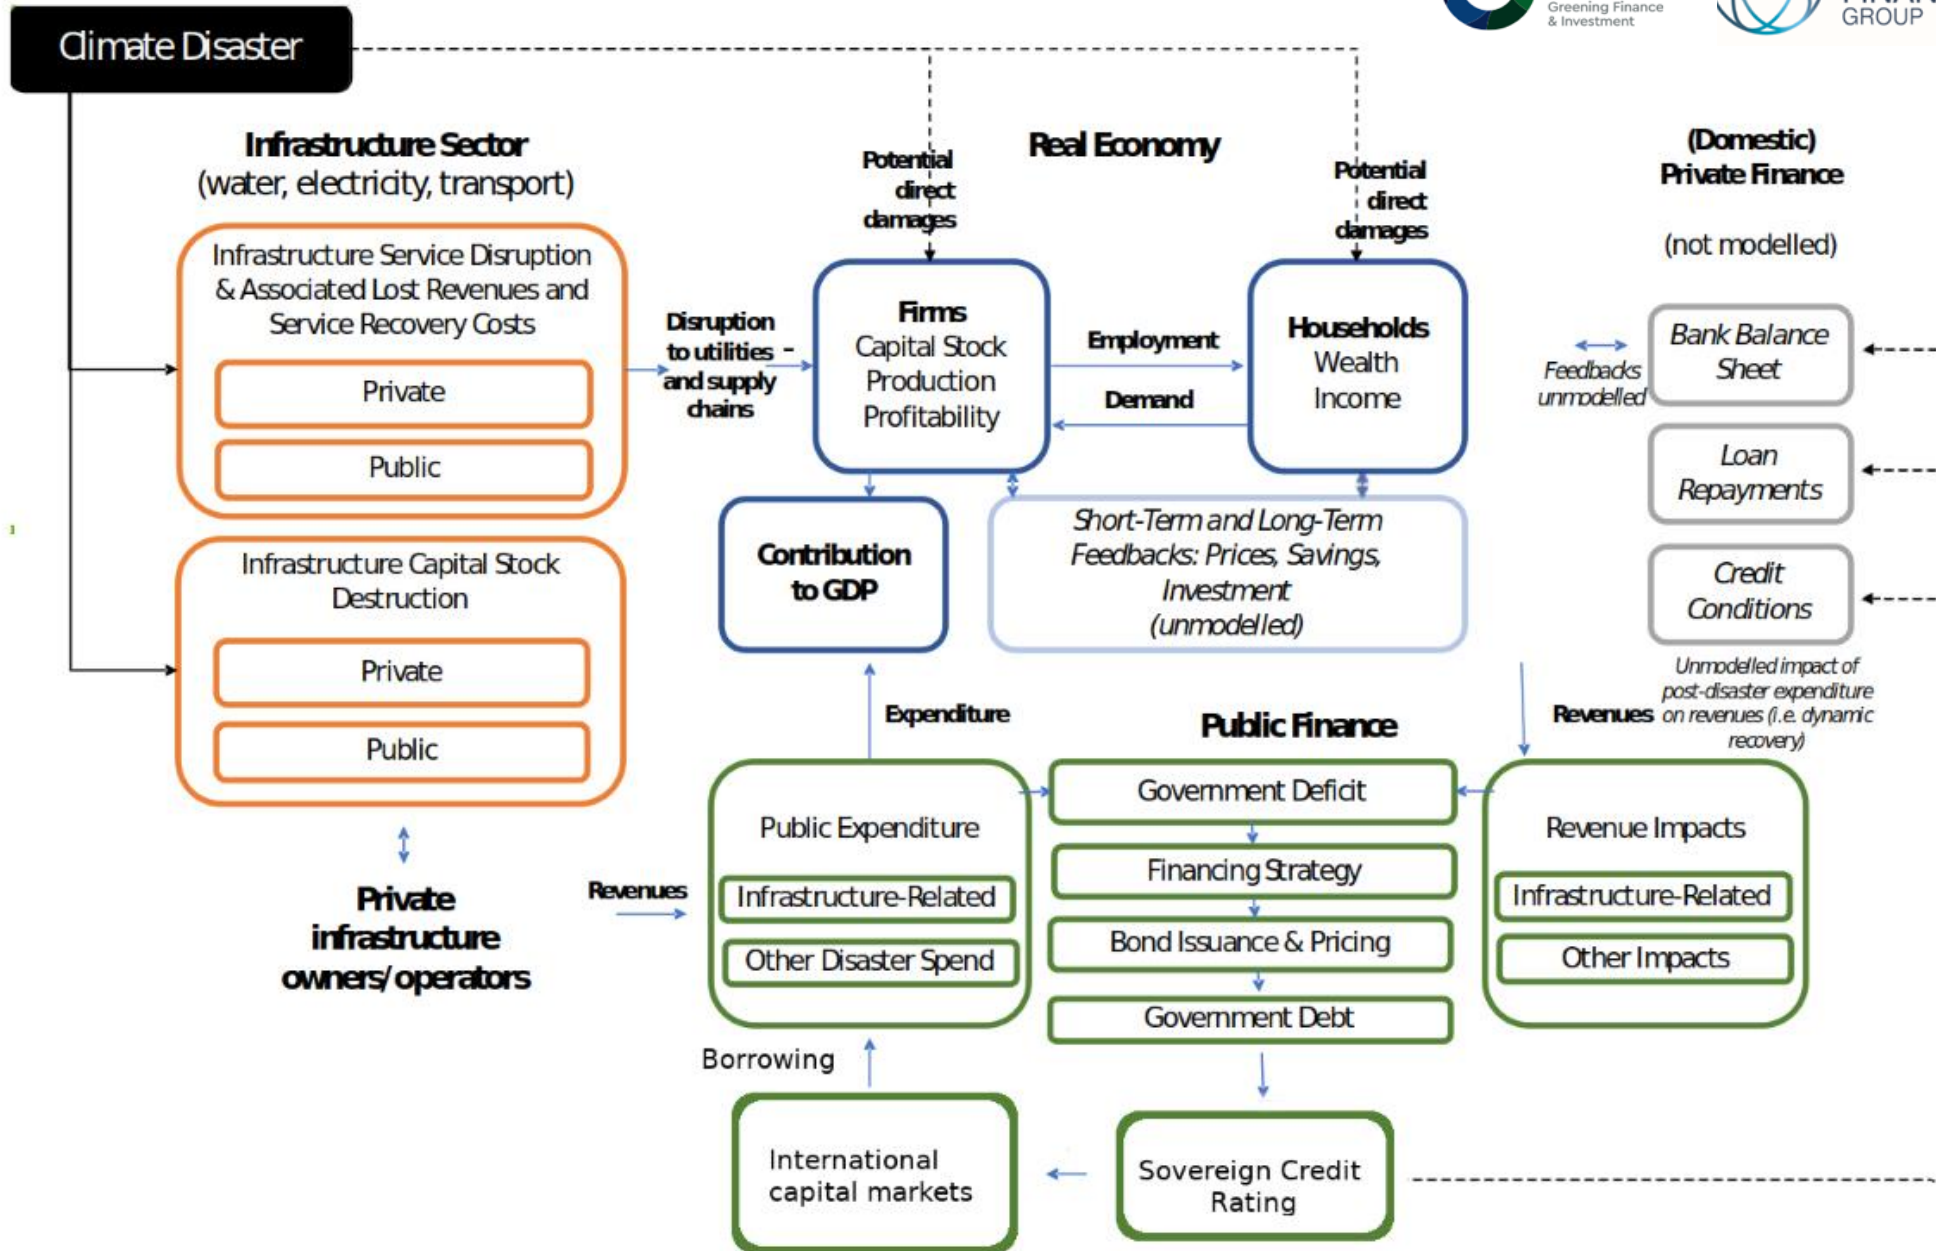 Greening Finance
& Investment
GROUP
Climate Disaster
Infrastructure Sector
(water, electricity, transport)
Infrastructure Service Disruption
& Associated Lost Revenues and
Service Recovery Costs
Private
Public
Infrastructure Capital Stock
Destruction
Private
Public
Private
infrastructure
owners/operators
Disruption
to utilities -
and supply
chains
Real Economy
Potential
direct
damages
Potential
direct
damages
Firms
Capital Stock
Production
Profitability
Employment
Demand
Households
Wealth
Income
Contribution
to GDP
Short-Term and Long-Term
Feedbacks: Prices, Savings,
Investment
(unmodelled)
(Domestic)
Private Finance
(not modelled)
Feedbacks
unmodelled
Bank Balance
Sheet
Loan
Repayments
Credit
Conditions
Unmodelled impact of
post-disaster expenditure
on revenues (i.e. dynamic
recovery)
Revenues
Expenditure
Public Finance
Revenues
Public Expenditure
Infrastructure-Related
Other Disaster Spend
Government Deficit
Financing Strategy
Bond Issuance & Pricing
Government Debt
Revenue Impacts
Infrastructure-Related
Other Impacts
Borrowing
International
capital markets
Sovereign Credit
Rating